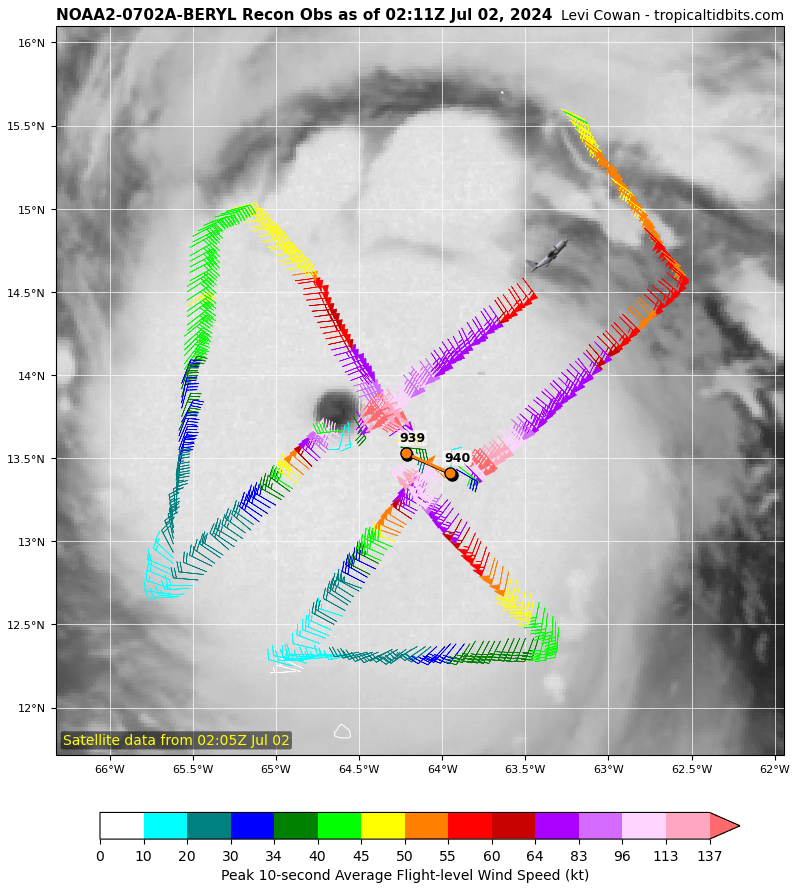 NOAA2-0702A-BERYL Recon Obs as of 02:11Z Jul 02, 2024 Levi Cowan - tropicaltidbits.com
16°N
15.5°N
15°N
14.5°N
14°N
939
940
13.5°N
13°N
12.5°N
12°N
Satellite data from 02:05Z Jul 02
66°W 65.5°W 65°W 64.5°W 64°W 63.5°W 63°W 62.5°W 62°W
0 10 20 30 34 40 45 50 55 60 64 83 96 113 137
Peak 10-second Average Flight-level Wind Speed (kt)